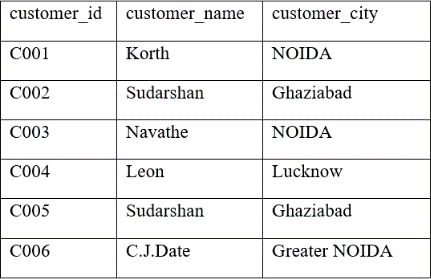 customer_id customer_name customer_city
C001 Korth NOIDA
C002 Sudarshan Ghaziabad
C003 Navathe NOIDA
C004 Leon Lucknow
C005 Sudarshan Ghaziabad
C006 C.J.Date Greater NOIDA